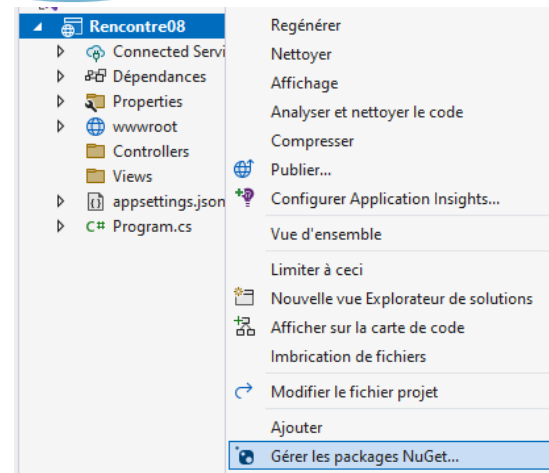 Rencontre08
Connected Servi
Dépendances
Properties
wwwroot
Controllers
Views
appsettings.json
C# Program.cs
Regénérer
Nettoyer
Affichage
Analyser et nettoyer le code
Compresser
Publier...
Configurer Application Insights...
Vue d'ensemble
Limiter à ceci
Nouvelle vue Explorateur de solutions
Afficher sur la carte de code
Imbrication de fichiers
Modifier le fichier projet
Ajouter
Gérer les packages NuGet...